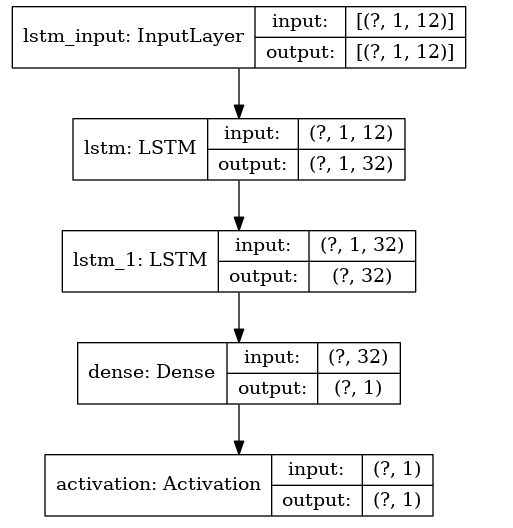 lstm_input: InputLayer
input: [(?, 1, 12)]
output: [(?, 1, 12)]
lstm: LSTM
input: (?, 1, 12)
output: (?, 1, 32)
lstm_1: LSTM
input: (?, 1, 32)
output: (?, 32)
dense: Dense
input: (?, 32)
output: (?, 1)
activation: Activation
input: (?, 1)
output: (?, 1)